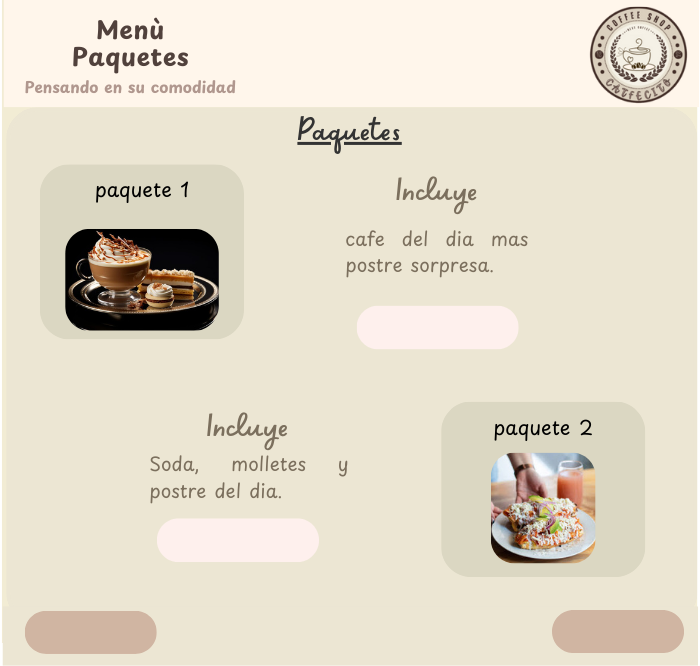 Menù
Paquetes
Pensando en su comodidad
COFFEE SHOP
CATFECITO
Paquetes
paquete 1
Incluye
cafe del dia mas
postre sorpresa.
Incluye
Soda, molletes y
postre del dia.
paquete 2